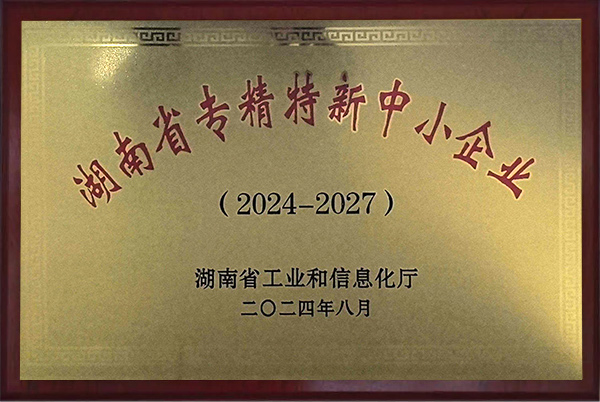 湖南省专精特新中小企业
（2024-2027）
湖南省工业和信息化厅
二〇二四年八月